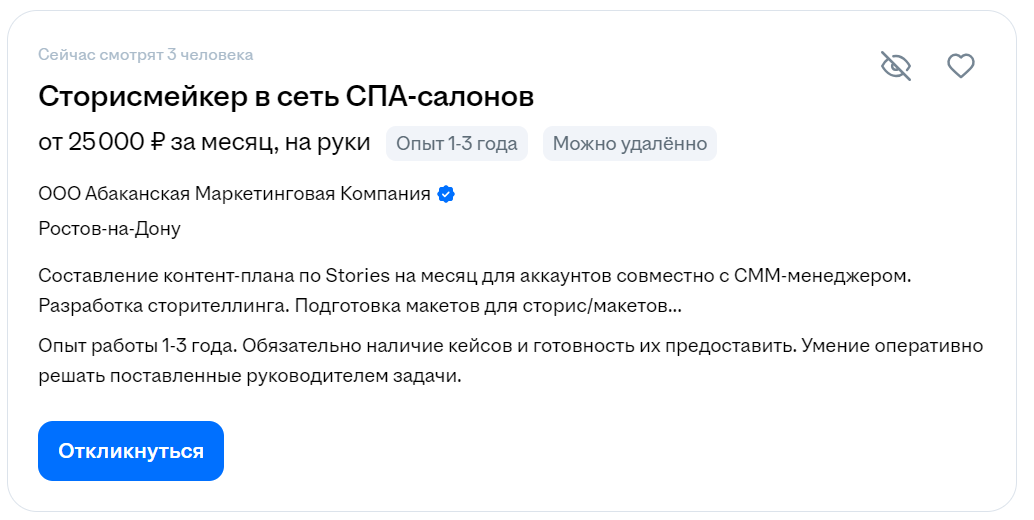 Сейчас смотрят 3 человека
Сторисмейкер в сеть СПА-салонов
от 25 000 ₽ за месяц, на руки Опыт 1-3 года Можно удалённо
ООО Абаканская Маркетинговая Компания
Ростов-на-Дону
Составление контент-плана по Stories на месяц для аккаунтов совместно с СММ-менеджером.
Разработка сторителлинга. Подготовка макетов для сторис/макетов...
Опыт работы 1-3 года. Обязательно наличие кейсов и готовность их предоставить. Умение оперативно
решать поставленные руководителем задачи.
Откликнуться